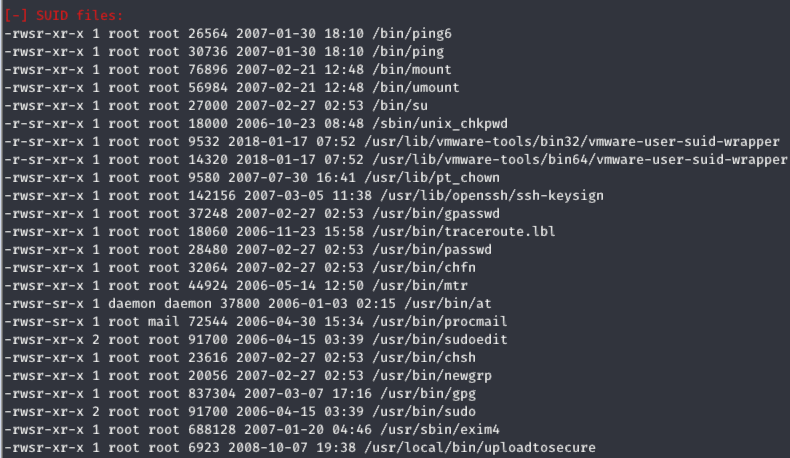 [-] SUID files:
-rwsr-xr-x 1 root root 26564 2007-01-30 18:10 /bin/ping6
-rwsr-xr-x 1 root root 30736 2007-01-30 18:10 /bin/ping
-rwsr-xr-x 1 root root 76896 2007-02-21 12:48 /bin/mount
-rwsr-xr-x 1 root root 56984 2007-02-21 12:48 /bin/umount
-rwsr-xr-x 1 root root 27000 2007-02-27 02:53 /bin/su
-r-sr-xr-x 1 root root 18000 2006-10-23 08:48 /sbin/unix_chkpwd
-r-sr-xr-x 1 root root 9532 2018-01-17 07:52 /usr/lib/vmware-tools/bin32/vmware-user-suid-wrapper
-r-sr-xr-x 1 root root 14320 2018-01-17 07:52 /usr/lib/vmware-tools/bin64/vmware-user-suid-wrapper
-rwsr-xr-x 1 root root 9580 2007-07-30 16:41 /usr/lib/pt_chown
-rwsr-xr-x 1 root root 142156 2007-03-05 11:38 /usr/lib/openssh/ssh-keysign
-rwsr-xr-x 1 root root 37248 2007-02-27 02:53 /usr/bin/gpasswd
-rwsr-xr-x 1 root root 18060 2006-11-23 15:58 /usr/bin/traceroute.lbl
-rwsr-xr-x 1 root root 28480 2007-02-27 02:53 /usr/bin/passwd
-rwsr-xr-x 1 root root 32064 2007-02-27 02:53 /usr/bin/chfn
-rwsr-xr-x 1 root root 44924 2006-05-14 12:50 /usr/bin/mtr
-rwsr-sr-x 1 daemon daemon 37800 2006-01-03 02:15 /usr/bin/at
-rwsr-sr-x 1 root mail 72544 2006-04-30 15:34 /usr/bin/procmail
-rwsr-xr-x 2 root root 91700 2006-04-15 03:39 /usr/bin/sudoedit
-rwsr-xr-x 1 root root 23616 2007-02-27 02:53 /usr/bin/chsh
-rwsr-xr-x 1 root root 20056 2007-02-27 02:53 /usr/bin/newgrp
-rwsr-xr-x 1 root root 837304 2007-03-07 17:16 /usr/bin/gpg
-rwsr-xr-x 2 root root 91700 2006-04-15 03:39 /usr/bin/sudo
-rwsr-xr-x 1 root root 688128 2007-01-20 04:46 /usr/sbin/exim4
-rwsr-xr-x 1 root root 6923 2008-10-07 19:38 /usr/local/bin/uploadtosecure